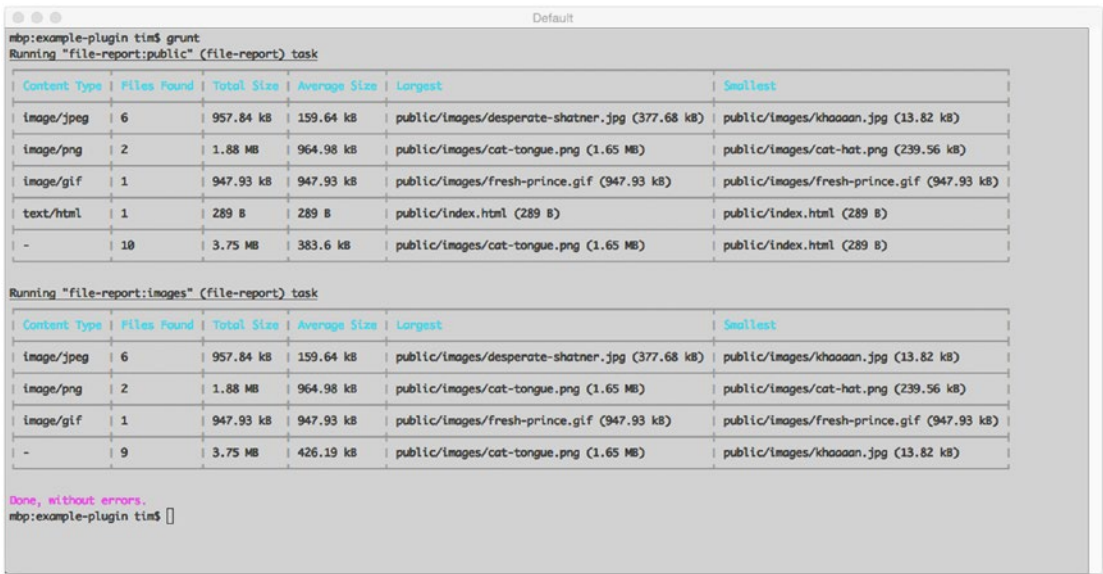 Default
mbp:example-plugin tim$ grunt
Running "file-report:public" (file-report) task
Content Type | Files Found | Total Size | Average Size | Largest | Smallest
image/jpeg | 6 | 957.84 kB | 159.64 kB | public/images/desperate-shatner.jpg (377.68 kB) | public/images/khaaaan.jpg (13.82 kB)
image/png | 2 | 1.88 MB | 964.98 kB | public/images/cat-tongue.png (1.65 MB) | public/images/cat-hat.png (239.56 kB)
image/gif | 1 | 947.93 kB | 947.93 kB | public/images/fresh-prince.gif (947.93 kB) | public/images/fresh-prince.gif (947.93 kB)
text/html | 1 | 289 B | 289 B | public/index.html (289 B) | public/index.html (289 B)
- | 10 | 3.75 MB | 383.6 kB | public/images/cat-tongue.png (1.65 MB) | public/index.html (289 B)
Running "file-report:images" (file-report) task
Content Type | Files Found | Total Size | Average Size | Largest | Smallest
image/jpeg | 6 | 957.84 kB | 159.64 kB | public/images/desperate-shatner.jpg (377.68 kB) | public/images/khaaaan.jpg (13.82 kB)
image/png | 2 | 1.88 MB | 964.98 kB | public/images/cat-tongue.png (1.65 MB) | public/images/cat-hat.png (239.56 kB)
image/gif | 1 | 947.93 kB | 947.93 kB | public/images/fresh-prince.gif (947.93 kB) | public/images/fresh-prince.gif (947.93 kB)
- | 9 | 3.75 MB | 426.19 kB | public/images/cat-tongue.png (1.65 MB) | public/images/khaaaan.jpg (13.82 kB)
Done, without errors.
mbp:example-plugin tim$